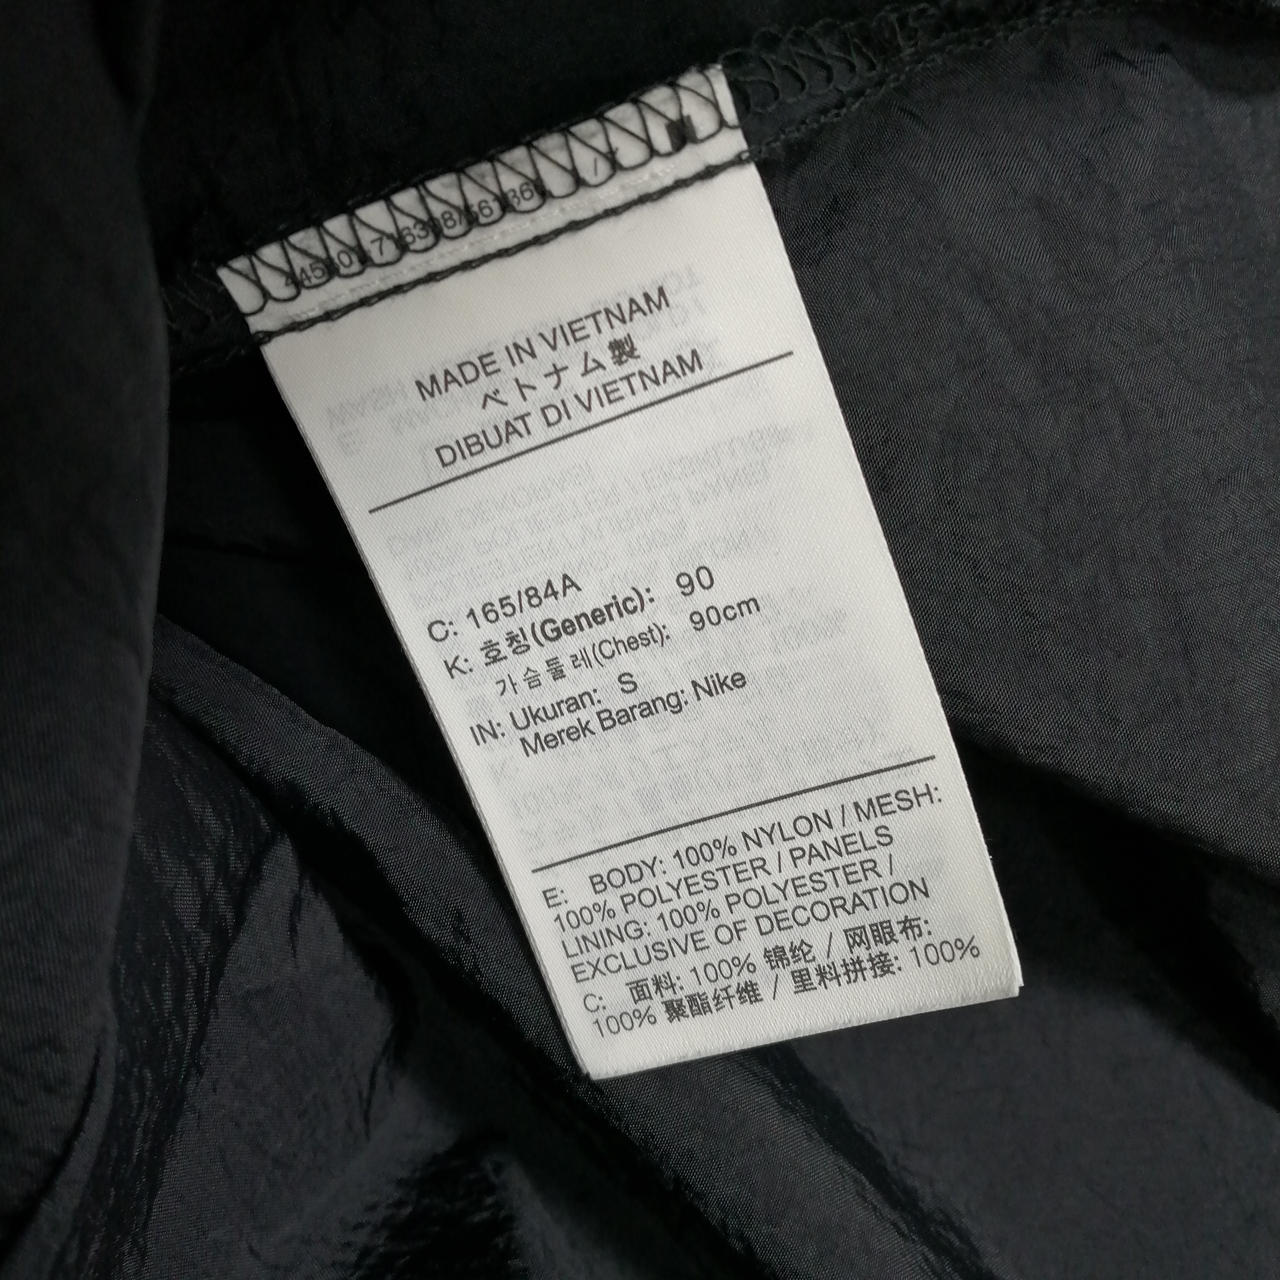 MADE IN VIETNAM
ベトナム製
DIBUAT DI VIETNAM
C: 165/84A
K: 호칭(Generic): 90
가슴둘레(Chest): 90cm
IN: Ukuran: S
Merek Barang: Nike
E: BODY: 100% NYLON / MESH:
100% POLYESTER / PANELS
LINING: 100% POLYESTER /
EXCLUSIVE OF DECORATION
C: 面料: 100% 锦纶 / 网眼布:
100% 聚酯纤维 / 里料拼接: 100%